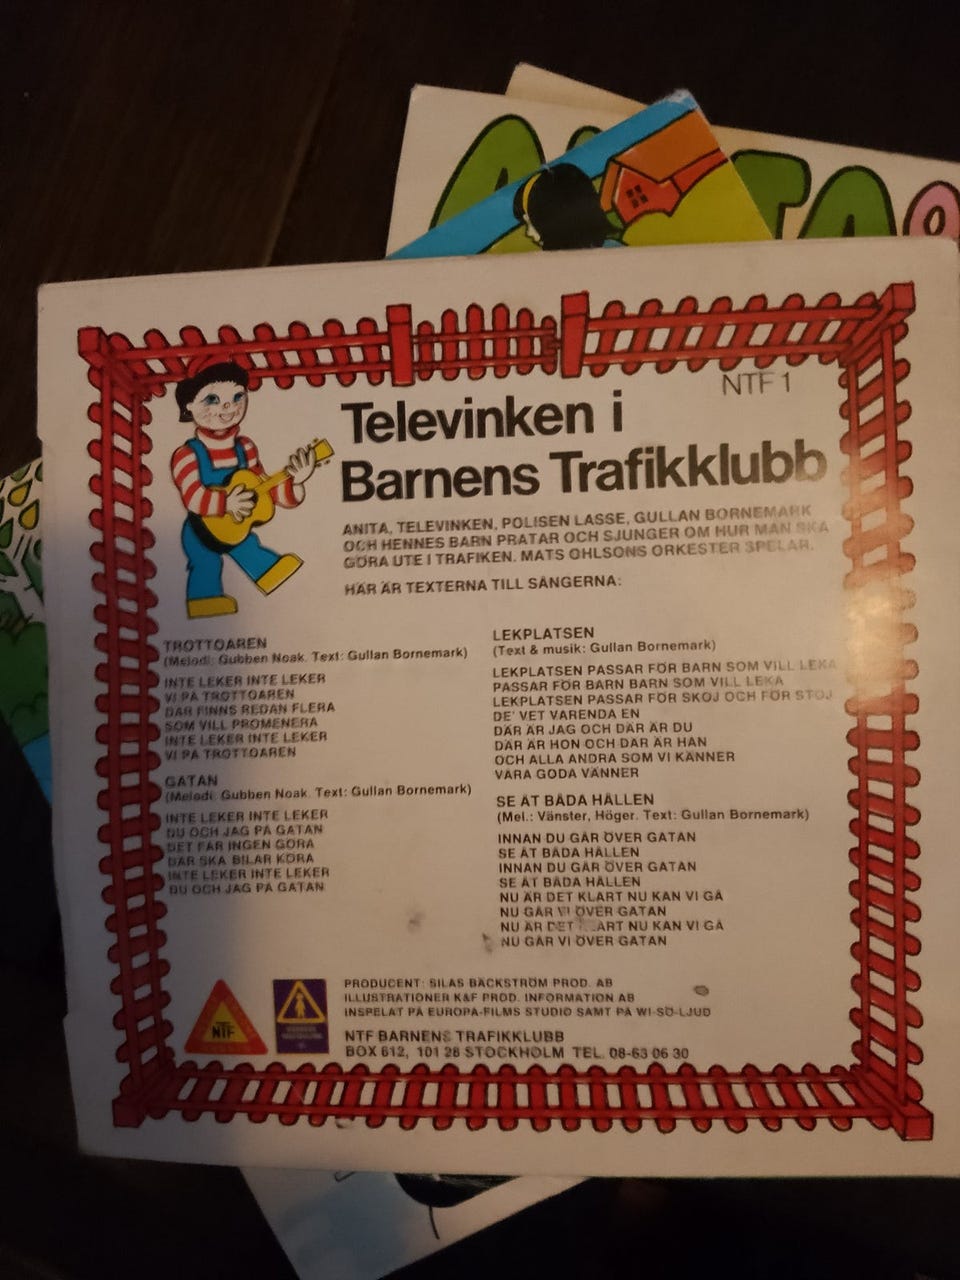 NTF 1
Televinken i
Barnens Trafikklubb
ANITA, TELEVINKEN, POLISEN LASSE, GULLAN BORNEMARK
OCH HENNES BARN PRATAR OCH SJUNGER OM HUR MAN SKA
GÖRA UTE I TRAFIKEN. MATS OHLSONS ORKESTER SPELAR.
HÄR ÄR TEXTERNA TILL SÅNGERNA:
TROTTOAREN
(Melodi: Gubben Noak. Text: Gullan Bornemark)
INTE LEKER INTE LEKER
VI PÅ TROTTOAREN
DÄR FINNS REDAN FLERA
SOM VILL PROMENERA
INTE LEKER INTE LEKER
VI PÅ TROTTOAREN
GATAN
(Melodi: Gubben Noak. Text: Gullan Bornemark)
INTE LEKER INTE LEKER
DU OCH JAG PÅ GATAN
DET FÅR INGEN GÖRA
DÄR SKA BILAR KÖRA
INTE LEKER INTE LEKER
DU OCH JAG PÅ GATAN
LEKPLATSEN
(Text & musik: Gullan Bornemark)
LEKPLATSEN PASSAR FÖR BARN SOM VILL LEKA
PASSAR FÖR BARN BARN SOM VILL LEKA
LEKPLATSEN PASSAR FÖR SKOJ OCH FÖR STOJ
DE' VET VARENDA EN
DÄR ÄR JAG OCH DÄR ÄR DU
DÄR ÄR HON OCH DÄR ÄR HAN
OCH ALLA ANDRA SOM VI KÄNNER
VÅRA GODA VÄNNER
SE ÅT BÅDA HÅLLEN
(Mel.: Vänster, Höger. Text: Gullan Bornemark)
INNAN DU GÅR ÖVER GATAN
SE ÅT BÅDA HÅLLEN
INNAN DU GÅR ÖVER GATAN
SE ÅT BÅDA HÅLLEN
NU ÄR DET KLART NU KAN VI GÅ
NU GÅR VI ÖVER GATAN
NU ÄR DET KLART NU KAN VI GÅ
NU GÅR VI ÖVER GATAN
NTF
PRODUCENT: SILAS BÄCKSTRÖM PROD. AB
ILLUSTRATIONER K&F PROD. INFORMATION AB
INSPELAT PÅ EUROPA-FILMS STUDIO SAMT PÅ WI-SÖ-LJUD
NTF BARNENS TRAFIKKLUBB
BOX 612, 101 28 STOCKHOLM TEL. 08-63 06 30